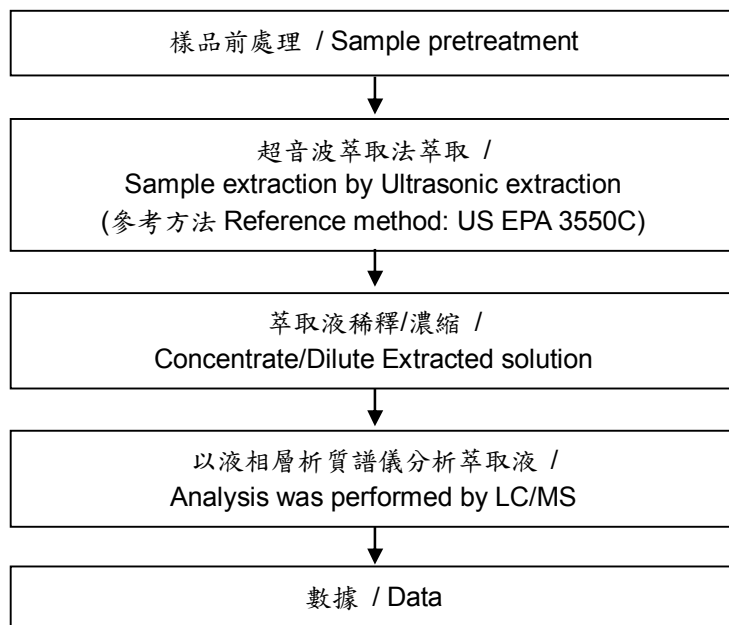 樣品前處理 / Sample pretreatment
超音波萃取法萃取 /
Sample extraction by Ultrasonic extraction
(參考方法 Reference method: US EPA 3550C)
萃取液稀釋/濃縮 /
Concentrate/Dilute Extracted solution
以液相層析質譜儀分析萃取液 /
Analysis was performed by LC/MS
數據 / Data